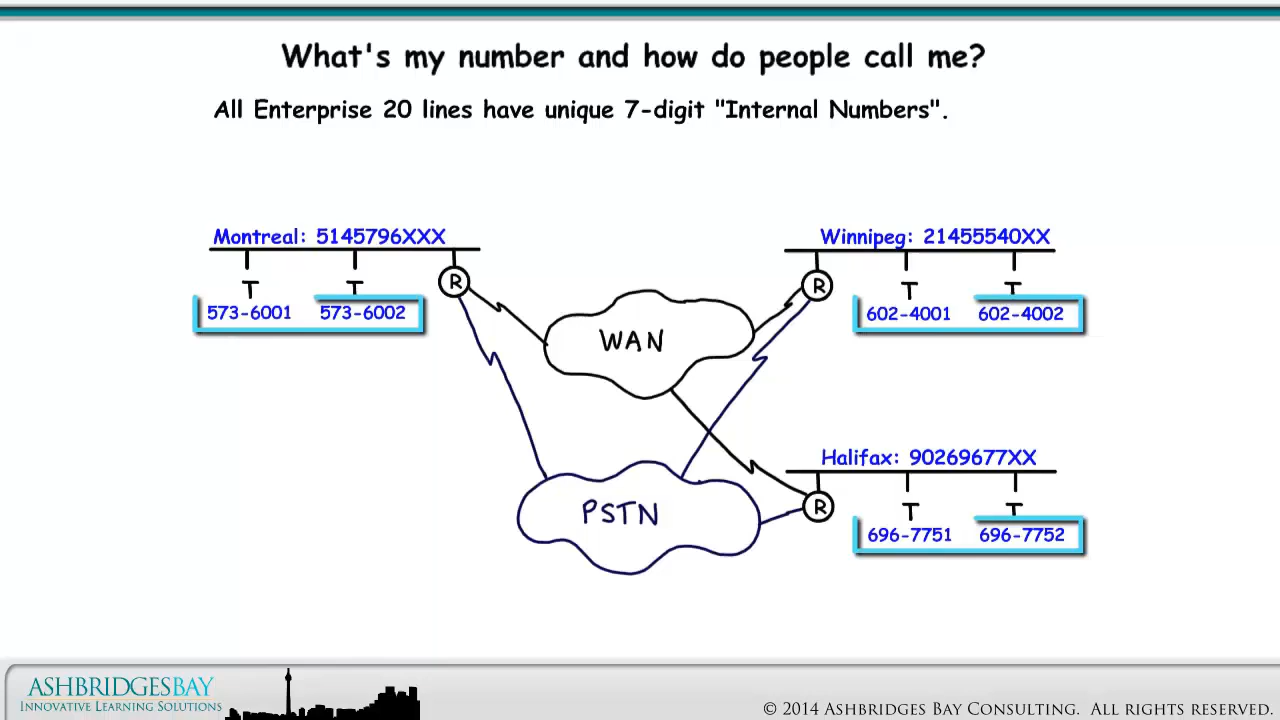 What's my number and how do people call me?
All Enterprise 20 lines have unique 7-digit "Internal Numbers".
Montreal: 5145796XXX
T T R
573-6001 573-6002
Winnipeg: 21455540XX
R T T
602-4001 602-4002
WAN
Halifax: 90269677XX
R T T
696-7751 696-7752
PSTN
ASHBRIDGESBAY
INNOVATIVE LEARNING SOLUTIONS
© 2014 ASHBRIDGES BAY CONSULTING. ALL RIGHTS RESERVED.